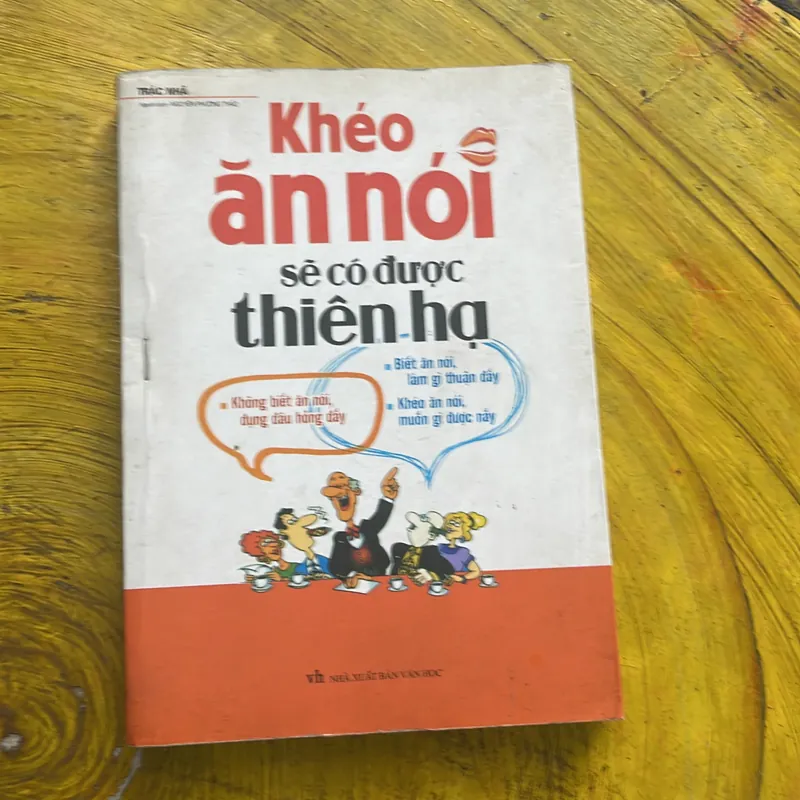 TRÁC NHÃ
Khéo
ăn nói
sẽ có được
thiên hạ
Biết ăn nói,
làm gì thuận đấy
Khéo ăn nói,
muốn gì được nấy
Không biết ăn nói,
đụng đâu hỏng đấy
vh NHÀ XUẤT BẢN VĂN HỌC